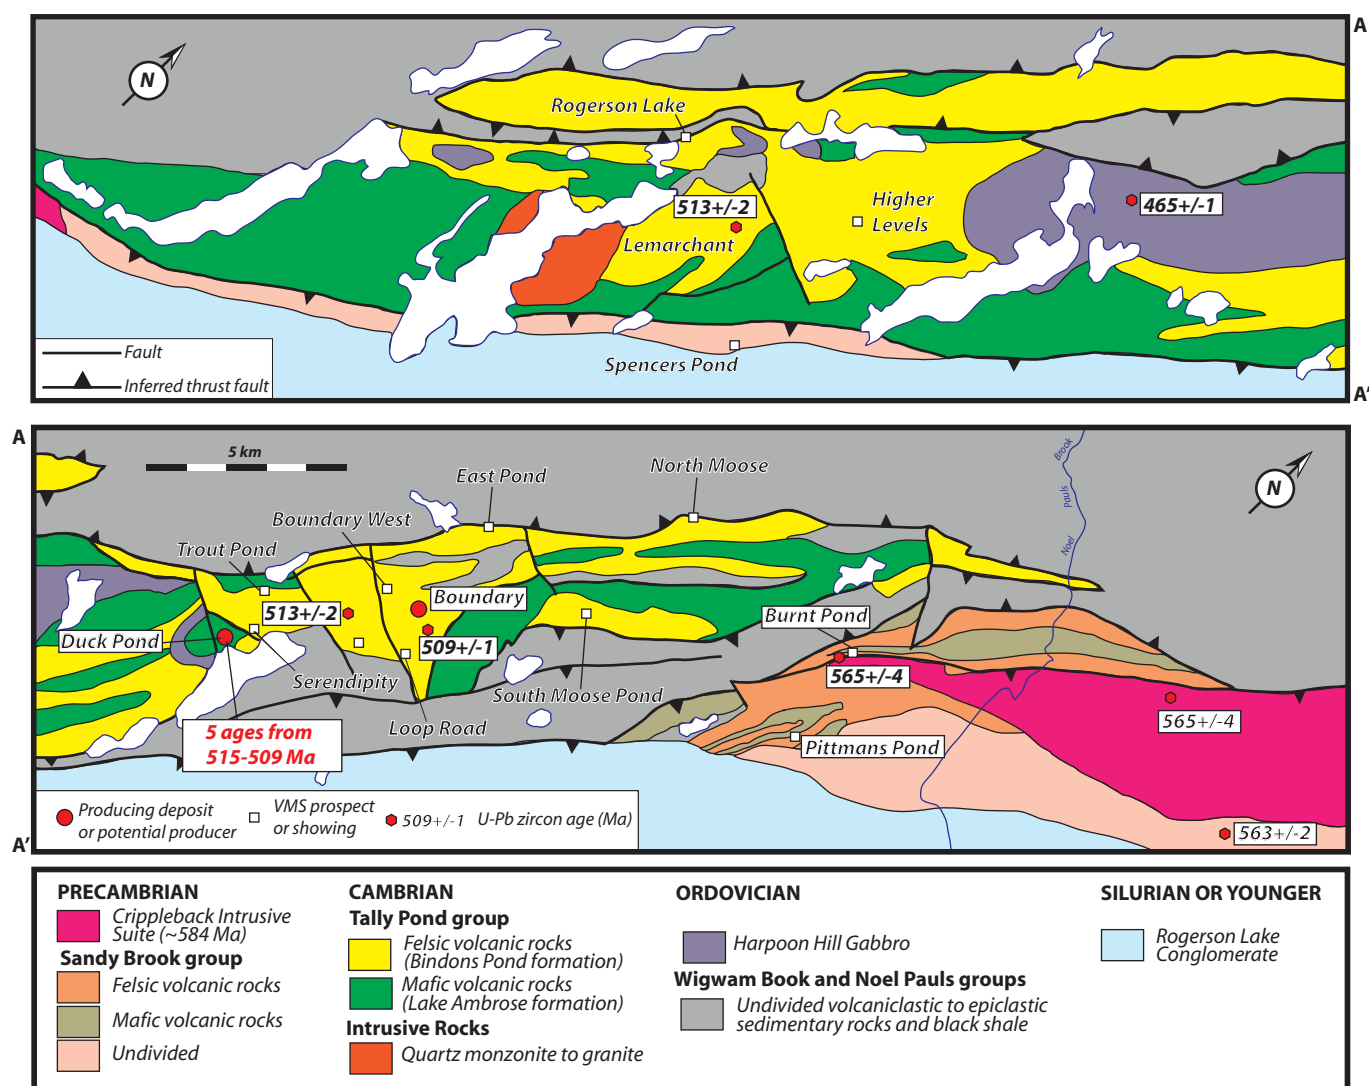 A
N
Rogerson Lake
513+/-2
Higher
Levels
465+/-1
Lemarchant
Fault
Spencers Pond
Inferred thrust fault
A'
A
5 km
North Moose
East Pond
Brook
Pauls
Noel
N
Boundary West
Trout Pond
513+/-2
Boundary
Burnt Pond
Duck Pond
509+/-1
565+/-4
Serendipity
South Moose Pond
565+/-4
5 ages from
515-509 Ma
Loop Road
Pittmans Pond
Producing deposit
or potential producer
VMS prospect
or showing
509+/-1 U-Pb zircon age (Ma)
563+/-2
A'
PRECAMBRIAN
Crippleback Intrusive
Suite (~584 Ma)
Sandy Brook group
Felsic volcanic rocks
Mafic volcanic rocks
Undivided
CAMBRIAN
Tally Pond group
Felsic volcanic rocks
(Bindons Pond formation)
Mafic volcanic rocks
(Lake Ambrose formation)
Intrusive Rocks
Quartz monzonite to granite
ORDOVICIAN
Harpoon Hill Gabbro
Wigwam Book and Noel Pauls groups
Undivided volcaniclastic to epiclastic
sedimentary rocks and black shale
SILURIAN OR YOUNGER
Rogerson Lake
Conglomerate